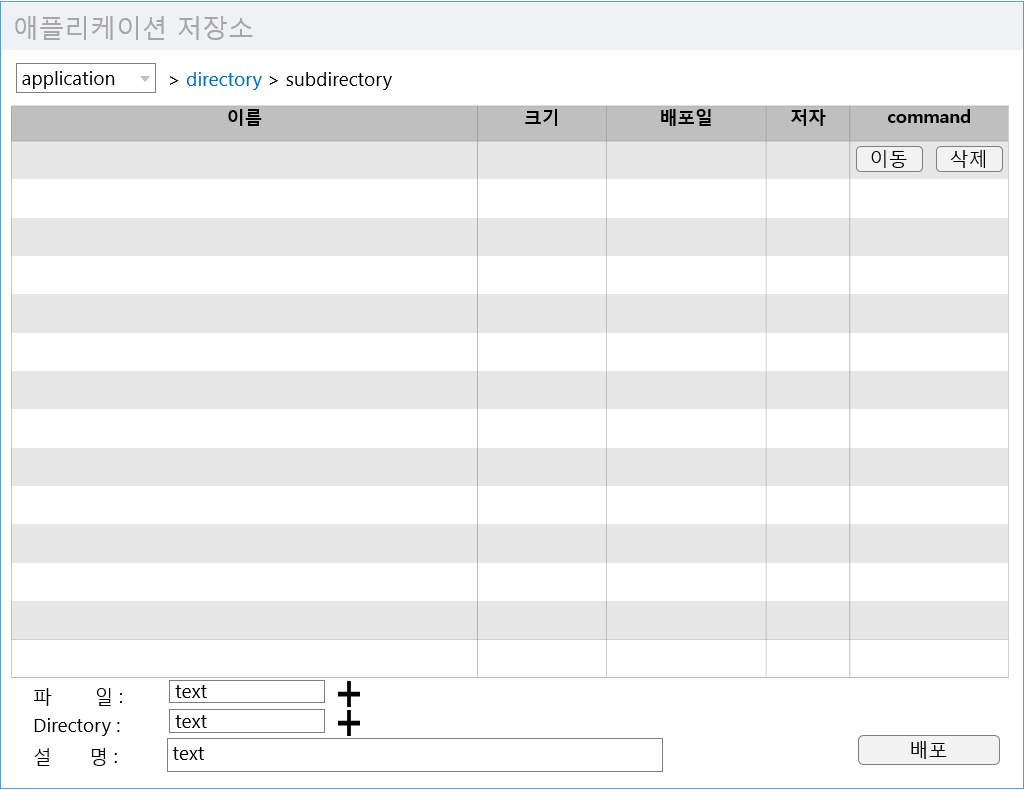 애플리케이션 저장소
application > directory > subdirectory
이름 크기 배포일 저자 command
이동 삭제
파 일 : text
Directory : text
설 명 : text
배포